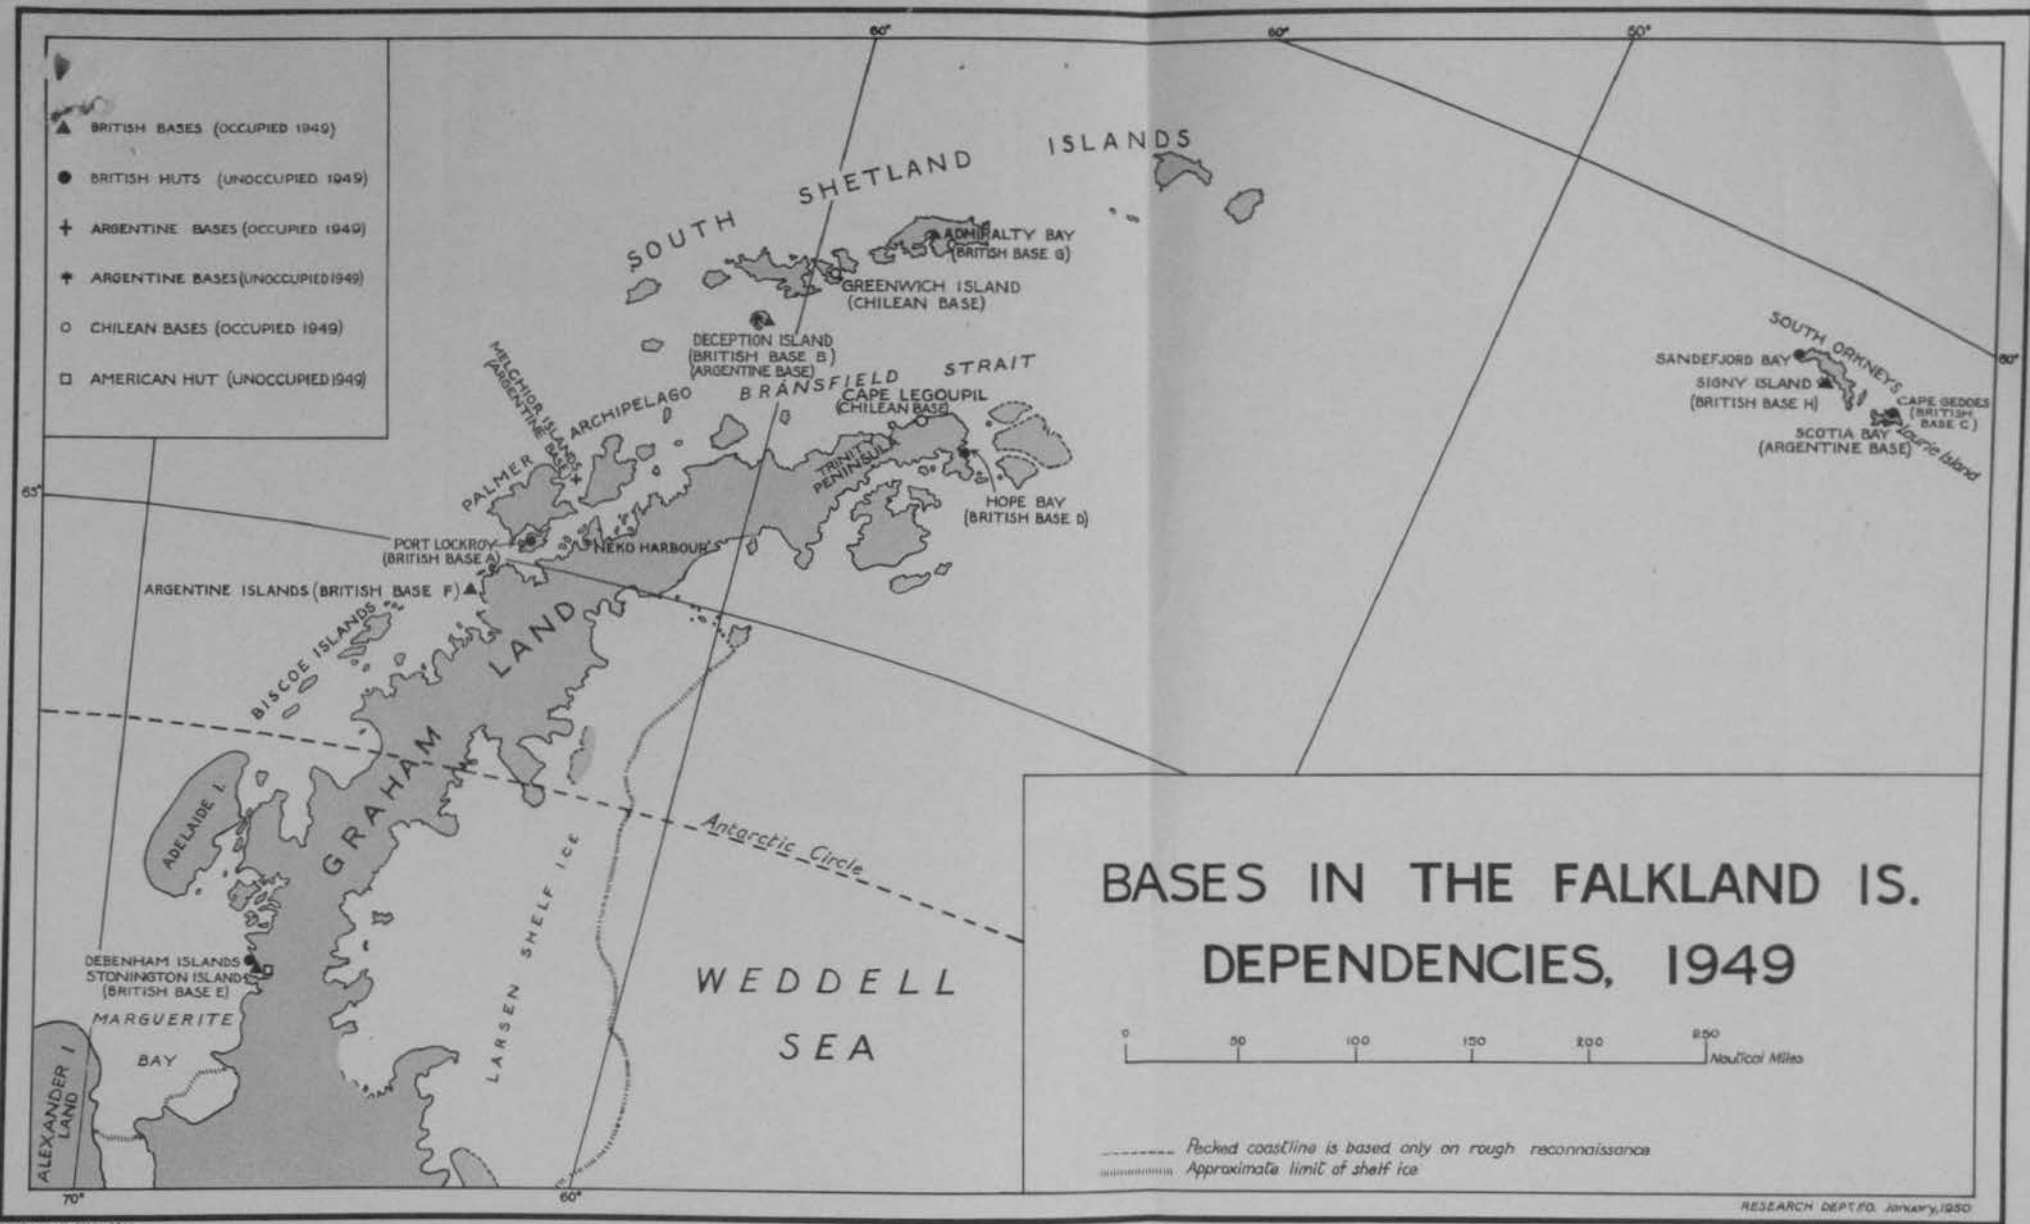 60°
60°
50°
▲ BRITISH BASES (OCCUPIED 1949)
● BRITISH HUTS (UNOCCUPIED 1949)
+ ARGENTINE BASES (OCCUPIED 1949)
ARGENTINE BASES (UNOCCUPIED 1949)
○ CHILEAN BASES (OCCUPIED 1949)
□ AMERICAN HUT (UNOCCUPIED 1949)
SOUTH SHETLAND ISLANDS
ADMIRALTY BAY
(BRITISH BASE G)
GREENWICH ISLAND
(CHILEAN BASE)
DECEPTION ISLAND
(BRITISH BASE B)
(ARGENTINE BASE)
BRANSFIELD STRAIT
MELCHIOR ISLANDS
(ARGENTINE BASE)
PALMER ARCHIPELAGO
CAPE LEGOUPIL
(CHILEAN BASE)
TRINITY
PENINSULA
HOPE BAY
(BRITISH BASE D)
SOUTH ORKNEYS
SANDEFJORD BAY
SIGNY ISLAND
(BRITISH BASE H)
CAPE GEDDES
(BRITISH
BASE C)
SCOTIA BAY
(ARGENTINE BASE)
Laurie Island
60°
65°
PORT LOCKROY
(BRITISH BASE A)
NEKO HARBOUR
ARGENTINE ISLANDS (BRITISH BASE F)
BISCOE ISLANDS
GRAHAM LAND
ADELAIDE I.
Antarctic Circle
LARSEN SHELF ICE
WEDDELL
SEA
DEBENHAM ISLANDS
STONINGTON ISLAND
(BRITISH BASE E)
MARGUERITE
BAY
ALEXANDER I
LAND
70°
60°
BASES IN THE FALKLAND IS.
DEPENDENCIES, 1949
0 50 100 150 200 250
Nautical Miles
Pecked coastline is based only on rough reconnaissance
Approximate limit of shelf ice
RESEARCH DEPT. F.O. January, 1950